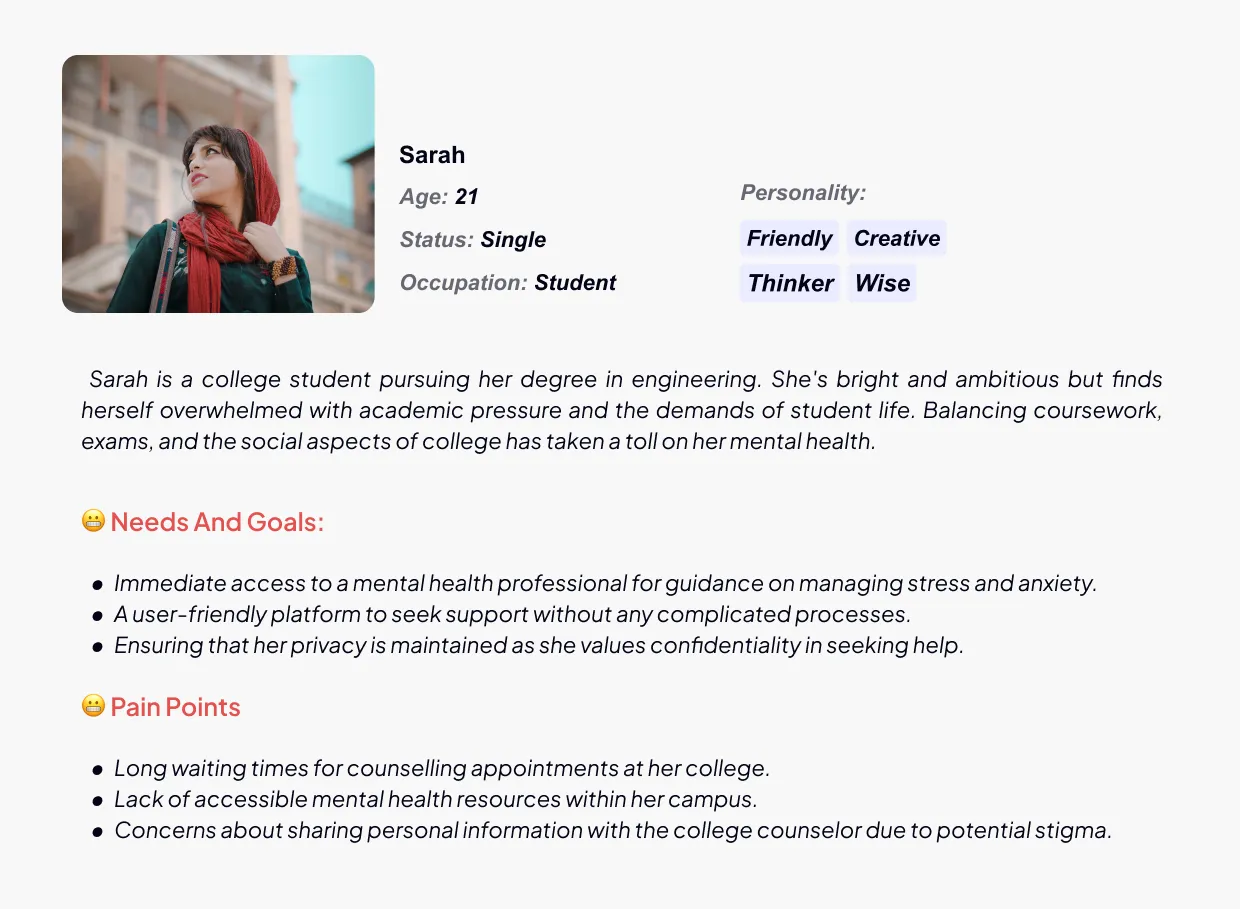 Sarah
Age: 21
Status: Single
Occupation: Student
Personality:
Friendly Creative
Thinker Wise
Sarah is a college student pursuing her degree in engineering. She's bright and ambitious but finds
herself overwhelmed with academic pressure and the demands of student life. Balancing coursework,
exams, and the social aspects of college has taken a toll on her mental health.
😬 Needs And Goals:
● Immediate access to a mental health professional for guidance on managing stress and anxiety.
● A user-friendly platform to seek support without any complicated processes.
● Ensuring that her privacy is maintained as she values confidentiality in seeking help.
😬 Pain Points
● Long waiting times for counselling appointments at her college.
● Lack of accessible mental health resources within her campus.
● Concerns about sharing personal information with the college counselor due to potential stigma.